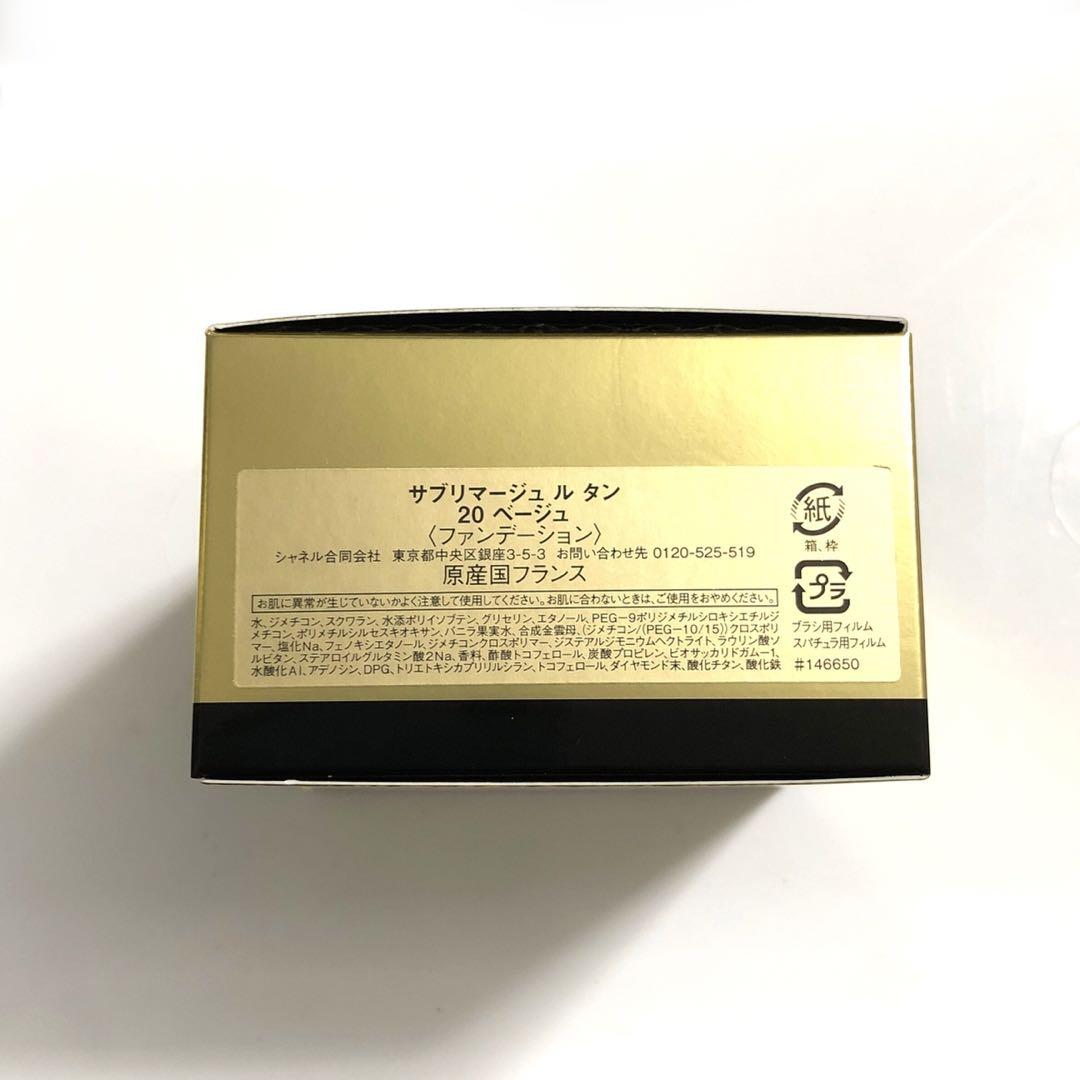 サブリマージュ ル タン
20 ベージュ
〈ファンデーション〉
シャネル合同会社 東京都中央区銀座3-5-3 お問い合わせ先 0120-525-519
原産国フランス
お肌に異常が生じていないかよく注意して使用してください。お肌に合わないときは、ご使用をおやめください。
水、ジメチコン、スクワラン、水添ポリイソブテン、グリセリン、エタノール、PEG-9ポリジメチルシロキシエチルジ
メチコン、ポリメチルシルセスキオキサン、バニラ果実水、合成金雲母、(ジメチコン/(PEG-10/15))クロスポリ
マー、塩化Na、フェノキシエタノール、ジメチコンクロスポリマー、ジステアルジモニウムヘクトライト、ラウリン酸ソ
ルビタン、ステアロイルグルタミン酸2Na、香料、酢酸トコフェロール、炭酸プロピレン、ビオサッカリドガム-1、
水酸化Al、アデノシン、DPG、トリエトキシカプリリルシラン、トコフェロール、ダイヤモンド末、酸化チタン、酸化鉄
紙
箱、枠
プラ
ブラシ用フィルム
スパチュラ用フィルム
#146650